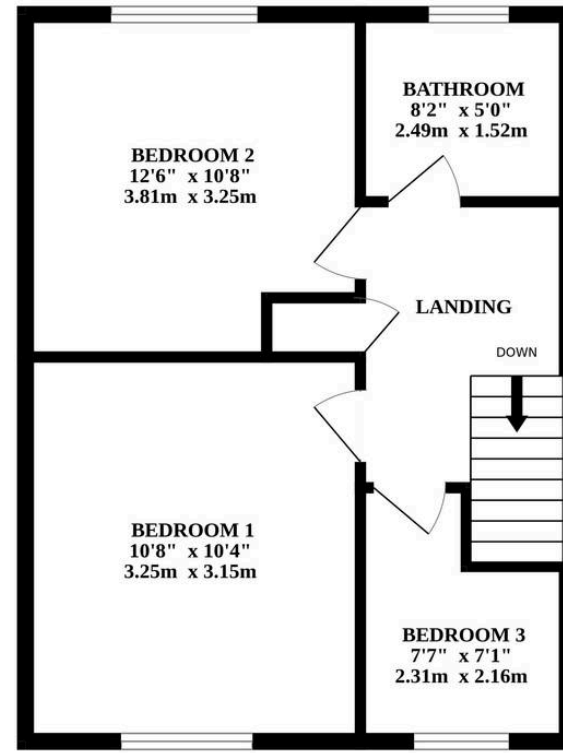 BATHROOM
8'2" x 5'0"
2.49m x 1.52m
BEDROOM 2
12'6" x 10'8"
3.81m x 3.25m
LANDING
DOWN
BEDROOM 1
10'8" x 10'4"
3.25m x 3.15m
BEDROOM 3
7'7" x 7'1"
2.31m x 2.16m